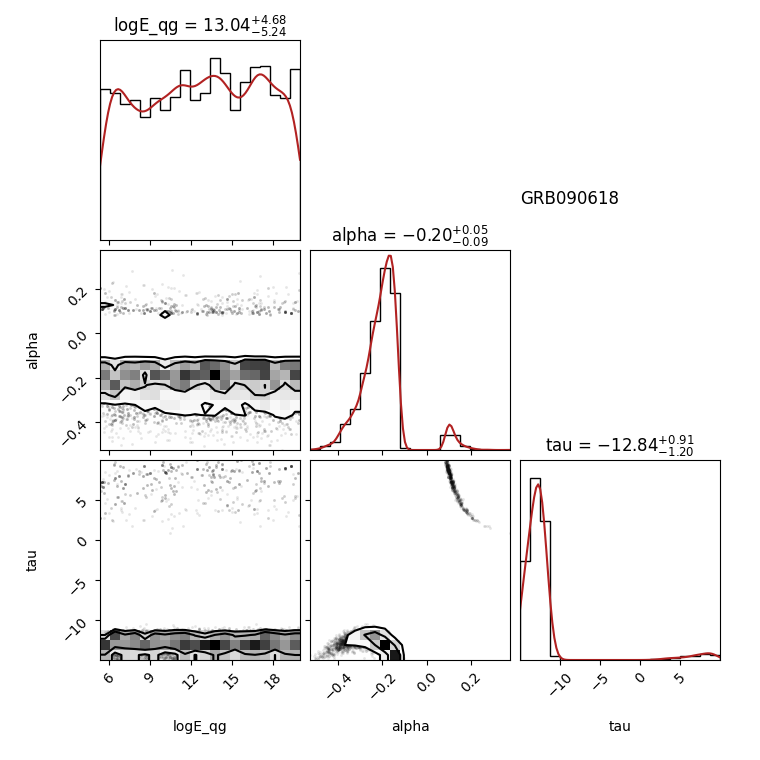 logE_qg = 13.04+4.68−5.24
GRB090618
alpha = −0.20+0.05−0.09
0.2
0.0
−0.2
−0.4
alpha
tau = −12.84+0.91−1.20
5
0
−5
−10
tau
6 9 12 15 18
−0.4 −0.2 0.0 0.2
−10 −5 0 5
logE_qg alpha tau